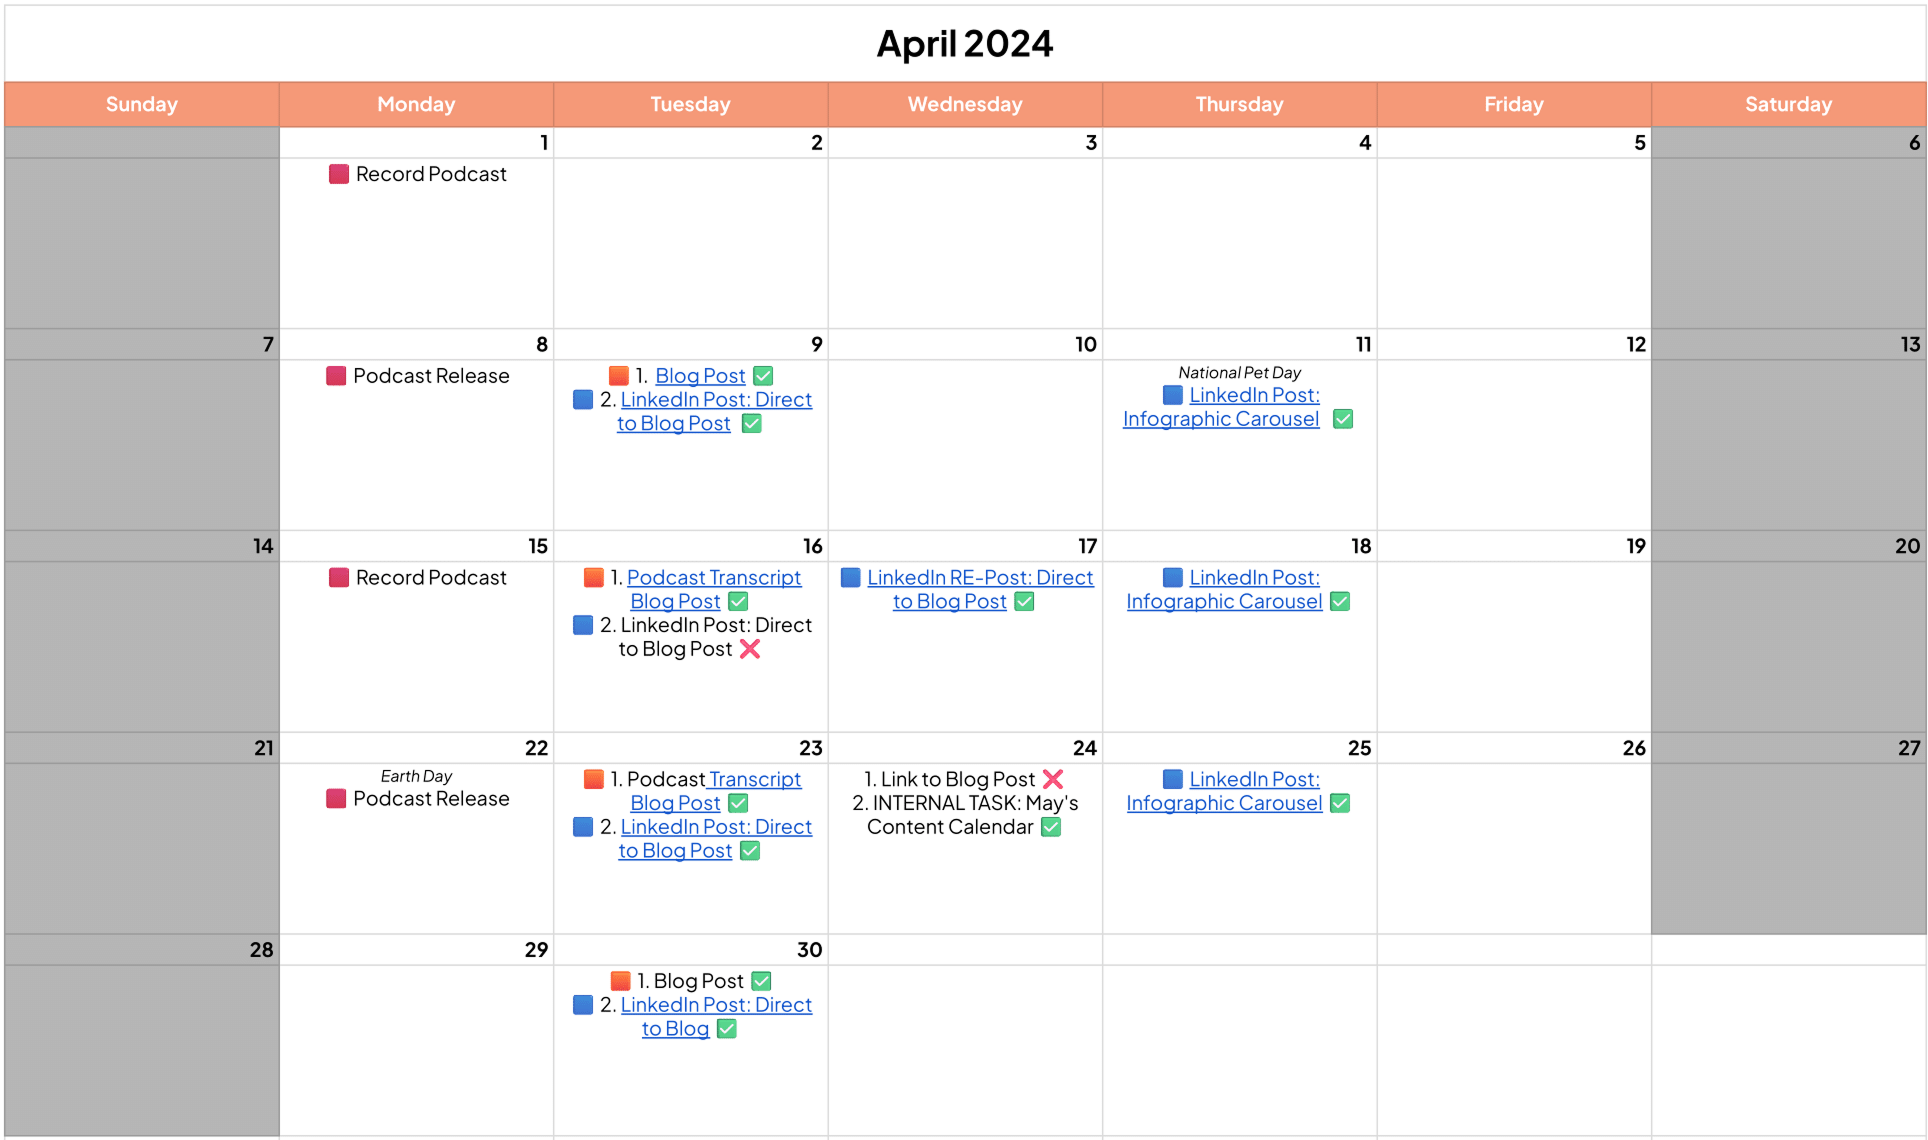 April 2024
Sunday Monday Tuesday Wednesday Thursday Friday Saturday
1 2 3 4 5 6
Record Podcast
7 8 9 10 11 12 13
Podcast Release
1. Blog Post ✅
2. LinkedIn Post: Direct
to Blog Post ✅
National Pet Day
LinkedIn Post:
Infographic Carousel ✅
14 15 16 17 18 19 20
Record Podcast
1. Podcast Transcript
Blog Post ✅
2. LinkedIn Post: Direct
to Blog Post ❌
LinkedIn RE-Post: Direct
to Blog Post ✅
LinkedIn Post:
Infographic Carousel ✅
21 22 23 24 25 26 27
Earth Day
Podcast Release
1. Podcast Transcript
Blog Post ✅
2. LinkedIn Post: Direct
to Blog Post ✅
1. Link to Blog Post ❌
2. INTERNAL TASK: May's
Content Calendar ✅
LinkedIn Post:
Infographic Carousel ✅
28 29 30
1. Blog Post ✅
2. LinkedIn Post: Direct
to Blog ✅